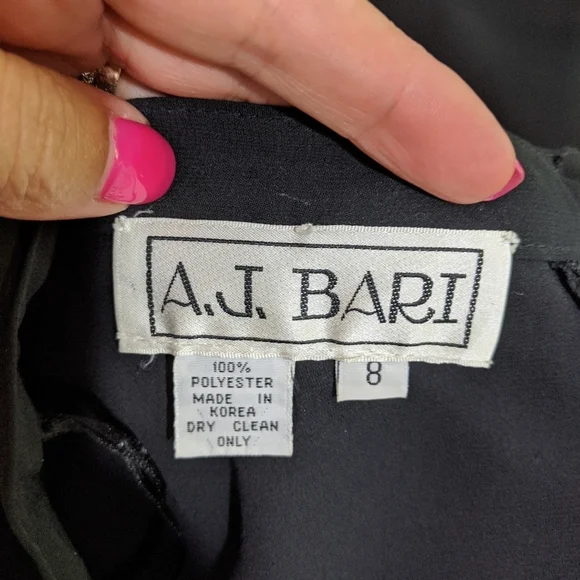 A.J. BARI
100%
POLYESTER
MADE IN
KOREA
DRY CLEAN
ONLY
8